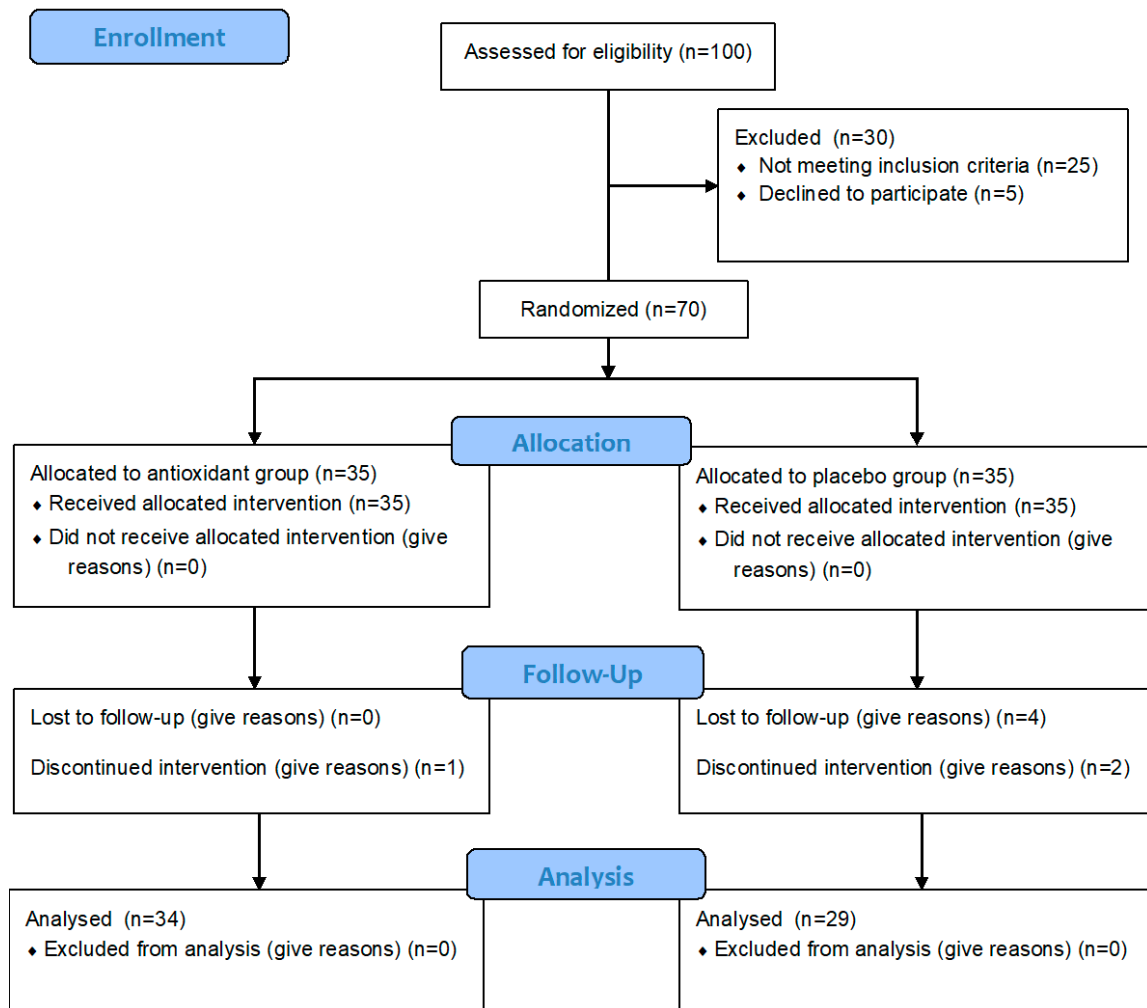 Enrollment
Assessed for eligibility (n=100)
Excluded (n=30)
⬧ Not meeting inclusion criteria (n=25)
⬧ Declined to participate (n=5)
Randomized (n=70)
Allocation
Allocated to antioxidant group (n=35)
⬧ Received allocated intervention (n=35)
⬧ Did not receive allocated intervention (give
reasons) (n=0)
Allocated to placebo group (n=35)
⬧ Received allocated intervention (n=35)
⬧ Did not receive allocated intervention (give
reasons) (n=0)
Follow-Up
Lost to follow-up (give reasons) (n=0)
Discontinued intervention (give reasons) (n=1)
Lost to follow-up (give reasons) (n=4)
Discontinued intervention (give reasons) (n=2)
Analysis
Analysed (n=34)
⬧ Excluded from analysis (give reasons) (n=0)
Analysed (n=29)
⬧ Excluded from analysis (give reasons) (n=0)